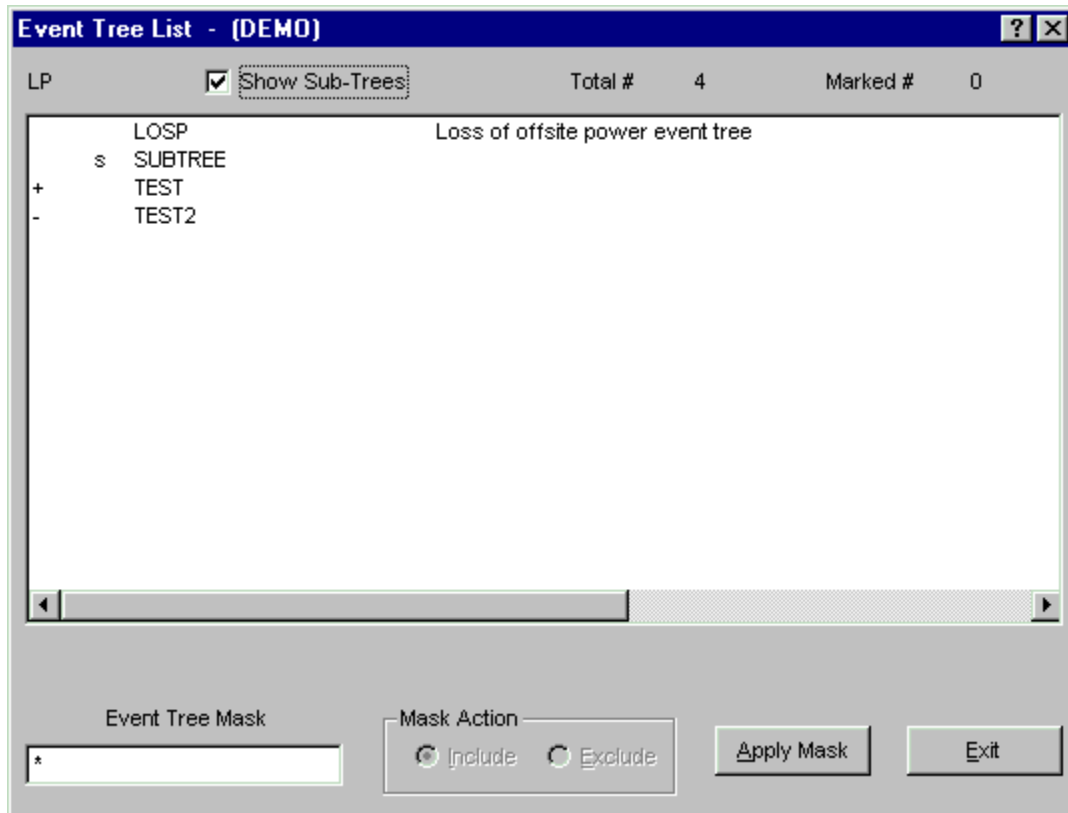 Event Tree List - (DEMO)
LP Show Sub-Trees Total # 4 Marked # 0
LOSP Loss of offsite power event tree
s SUBTREE
+ TEST
- TEST2
Event Tree Mask
*
Mask Action
Include Exclude
Apply Mask
Exit